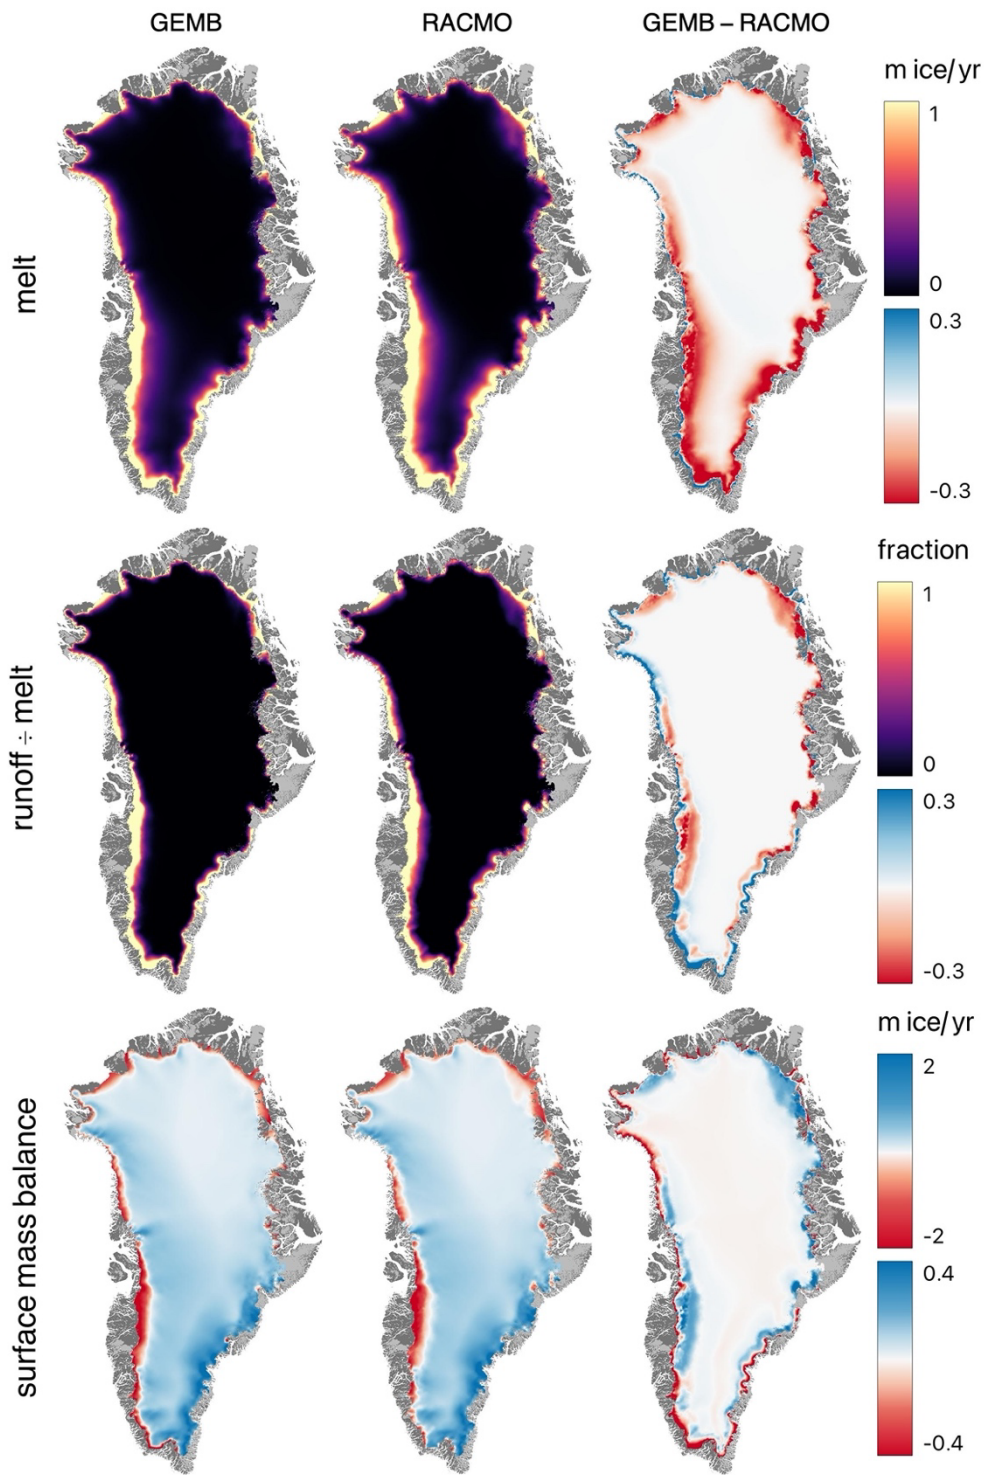 GEMB RACMO GEMB – RACMO
m ice/ yr
1
melt
0
0.3
-0.3
fraction
1
runoff ÷ melt
0
0.3
-0.3
m ice/ yr
2
surface mass balance
-2
0.4
-0.4